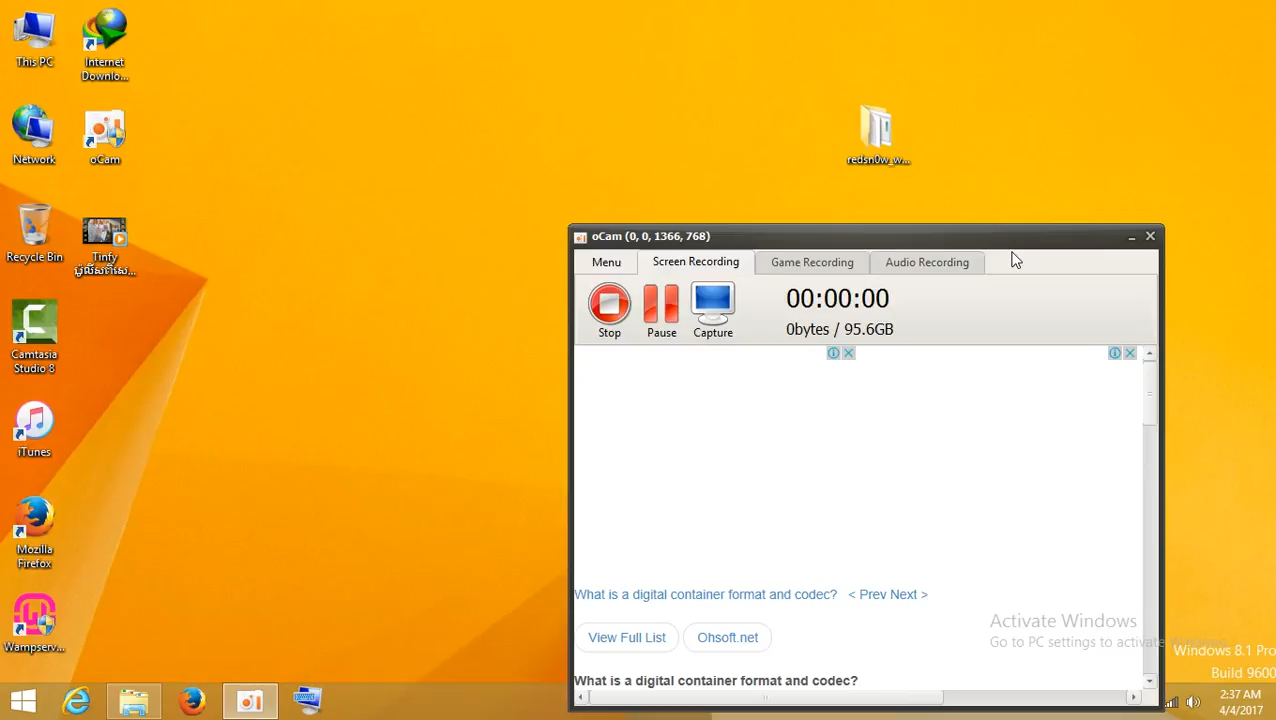 This PC
Internet
Downlo...
Network
oCam
Recycle Bin
Tinfy
Camtasia
Studio 8
iTunes
Mozilla
Firefox
Wampserv...
redsn0w_w...
oCam (0, 0, 1366, 768)
Menu
Screen Recording
Game Recording
Audio Recording
Stop
Pause
Capture
00:00:00
0bytes / 95.6GB
What is a digital container format and codec? < Prev Next >
View Full List
Ohsoft.net
What is a digital container format and codec?
Activate Windows
Go to PC settings to activate Windows.
Windows 8.1 Pro
Build 9600
2:37 AM
4/4/2017